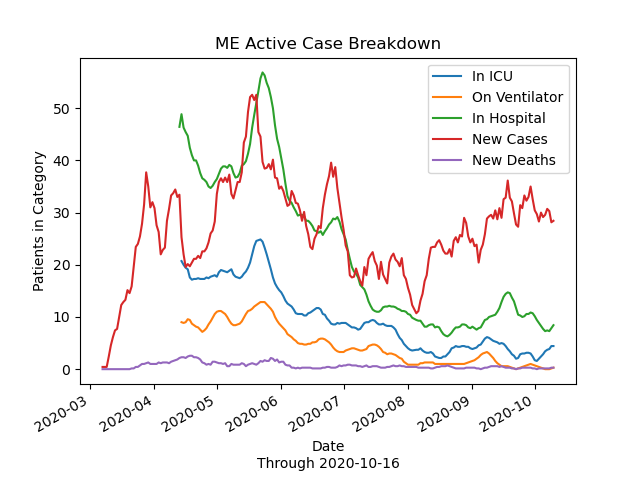 ME Active Case Breakdown
Patients in Category
50
40
30
20
10
0
In ICU
On Ventilator
In Hospital
New Cases
New Deaths
2020-03
2020-04
2020-05
2020-06
2020-07
2020-08
2020-09
2020-10
Date
Through 2020-10-16